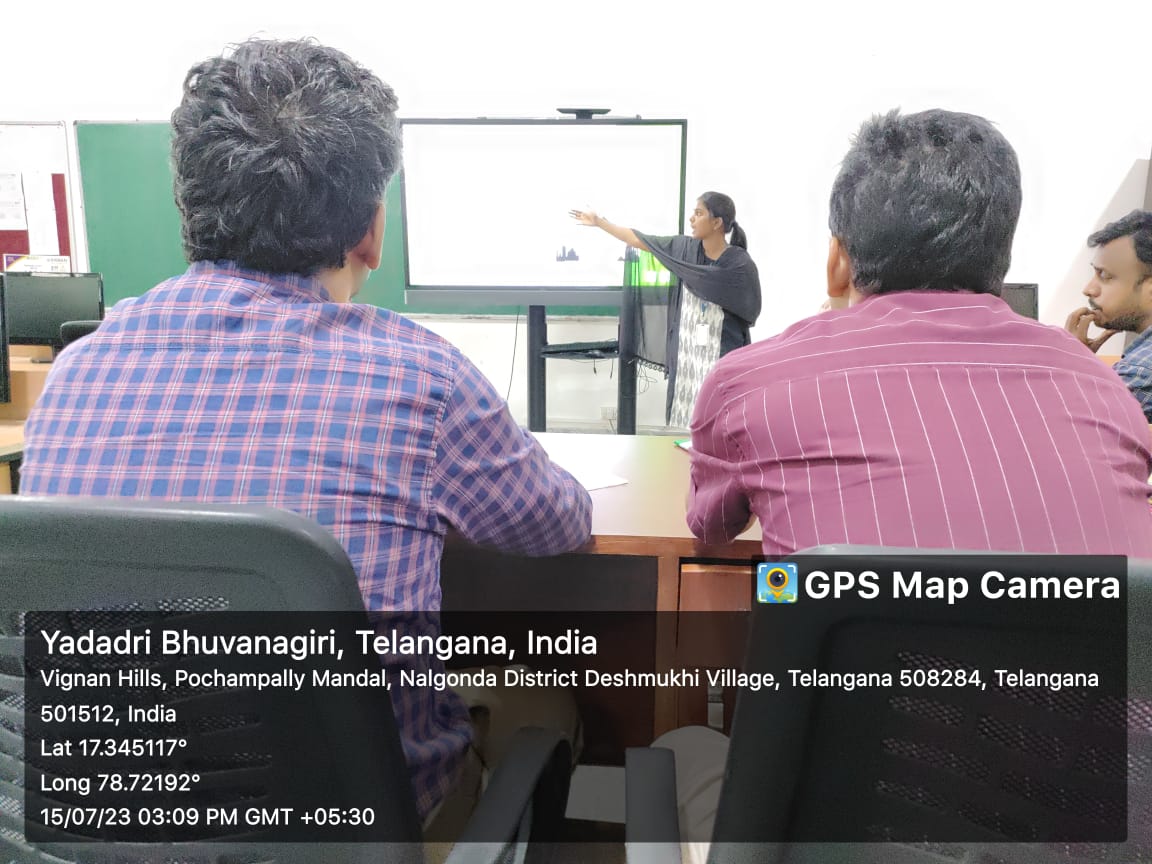 GPS Map Camera
Yadadri Bhuvanagiri, Telangana, India
Vignan Hills, Pochampally Mandal, Nalgonda District Deshmukhi Village, Telangana 508284, Telangana
501512, India
Lat 17.345117°
Long 78.72192°
15/07/23 03:09 PM GMT +05:30